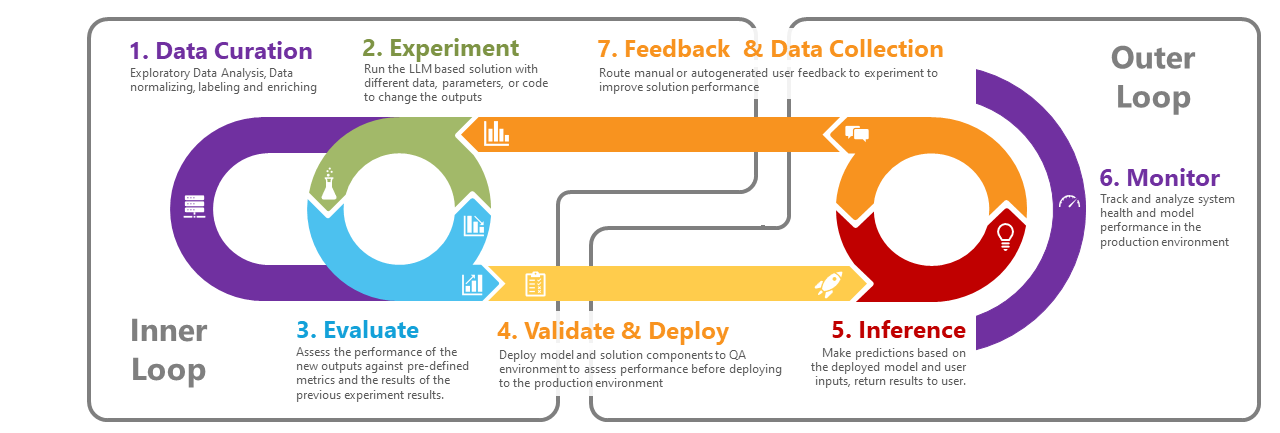 1. Data Curation
Exploratory Data Analysis, Data
normalizing, labeling and enriching
2. Experiment
Run the LLM based solution with
different data, parameters, or code
to change the outputs
7. Feedback & Data Collection
Route manual or autogenerated user feedback to experiment to
improve solution performance
Outer
Loop
6. Monitor
Track and analyze system
health and model
performance in the
production environment
Inner
Loop
3. Evaluate
Assess the performance of the
new outputs against pre-defined
metrics and the results of the
previous experiment results.
4. Validate & Deploy
Deploy model and solution components to QA
environment to assess performance before deploying
to the production environment
5. Inference
Make predictions based on
the deployed model and user
inputs, return results to user.